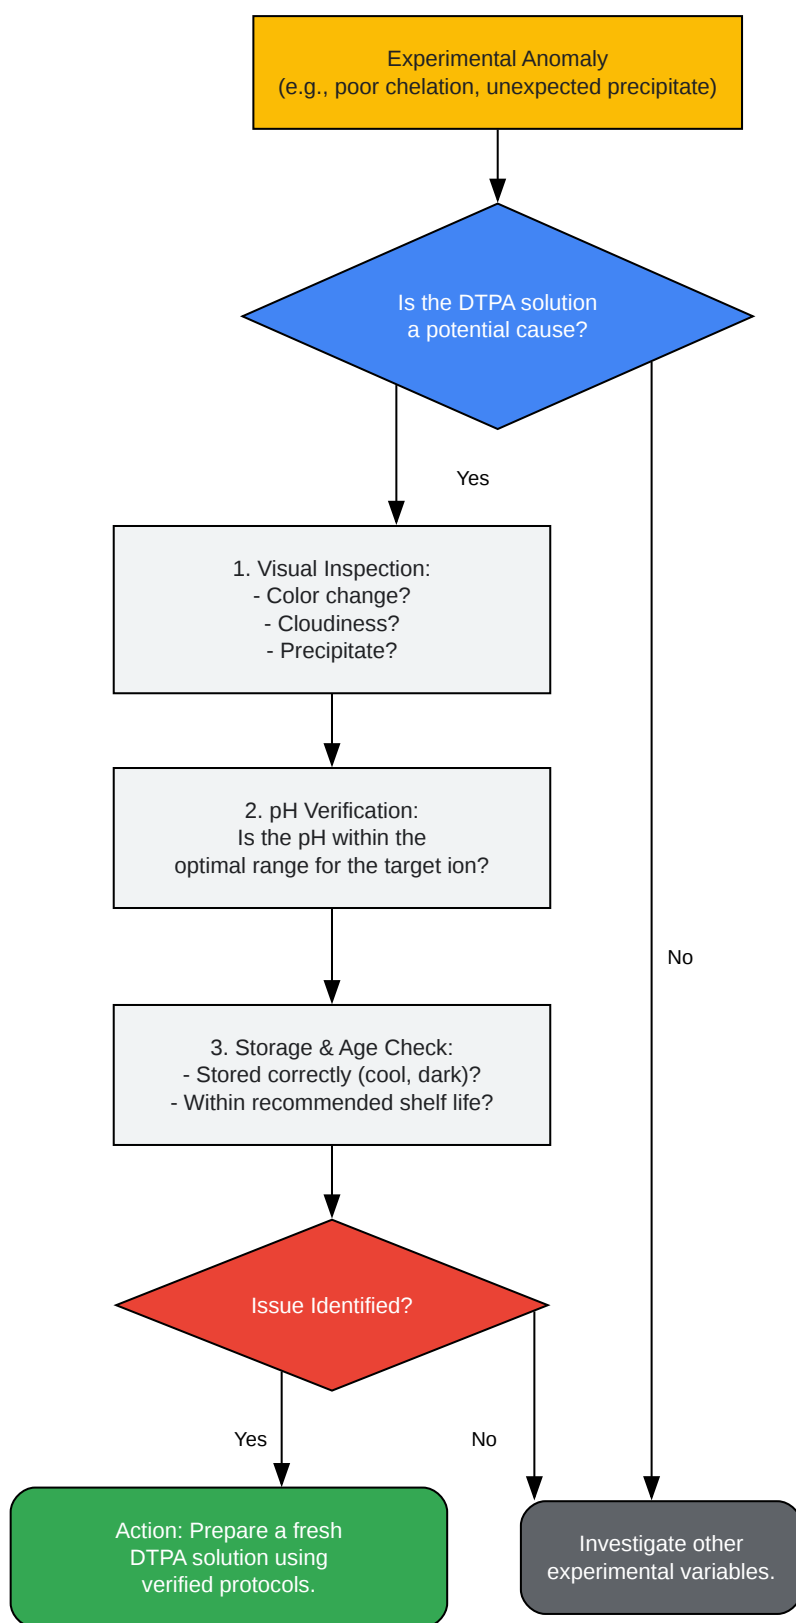 Experimental Anomaly
(e.g., poor chelation, unexpected precipitate)
Is the DTPA solution
a potential cause?
Yes
1. Visual Inspection:
- Color change?
- Cloudiness?
- Precipitate?
2. pH Verification:
Is the pH within the
optimal range for the target ion?
No
3. Storage & Age Check:
- Stored correctly (cool, dark)?
- Within recommended shelf life?
Issue Identified?
Yes
No
Action: Prepare a fresh
DTPA solution using
verified protocols.
Investigate other
experimental variables.